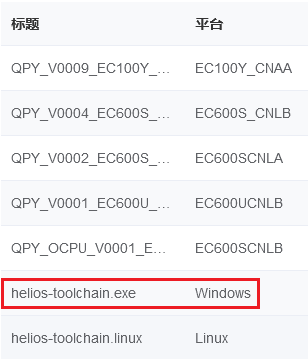 标题 平台
QPY_V0009_EC100Y_... EC100Y_CNAA
QPY_V0004_EC600S_... EC600S_CNLB
QPY_V0002_EC600S_... EC600SCNLA
QPY_V0001_EC600U_... EC600UCNLB
QPY_OCPU_V0001_E... EC600SCNLB
helios-toolchain.exe Windows
helios-toolchain.linux Linux